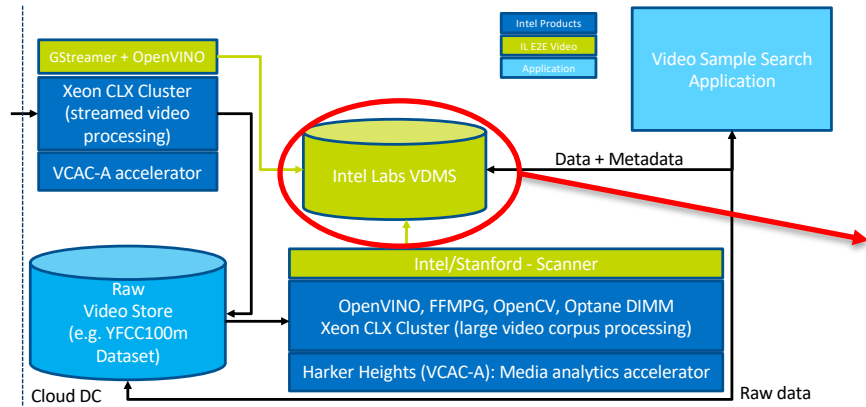 GStreamer + OpenVINO
Xeon CLX Cluster
(streamed video
processing)
VCAC-A accelerator
Intel Products
IL E2E Video
Application
Video Sample Search
Application
Intel Labs VDMS
Data + Metadata
Raw
Video Store
(e.g. YFCC100m
Dataset)
Intel/Stanford - Scanner
OpenVINO, FFMPG, OpenCV, Optane DIMM
Xeon CLX Cluster (large video corpus processing)
Harker Heights (VCAC-A): Media analytics accelerator
Cloud DC
Raw data